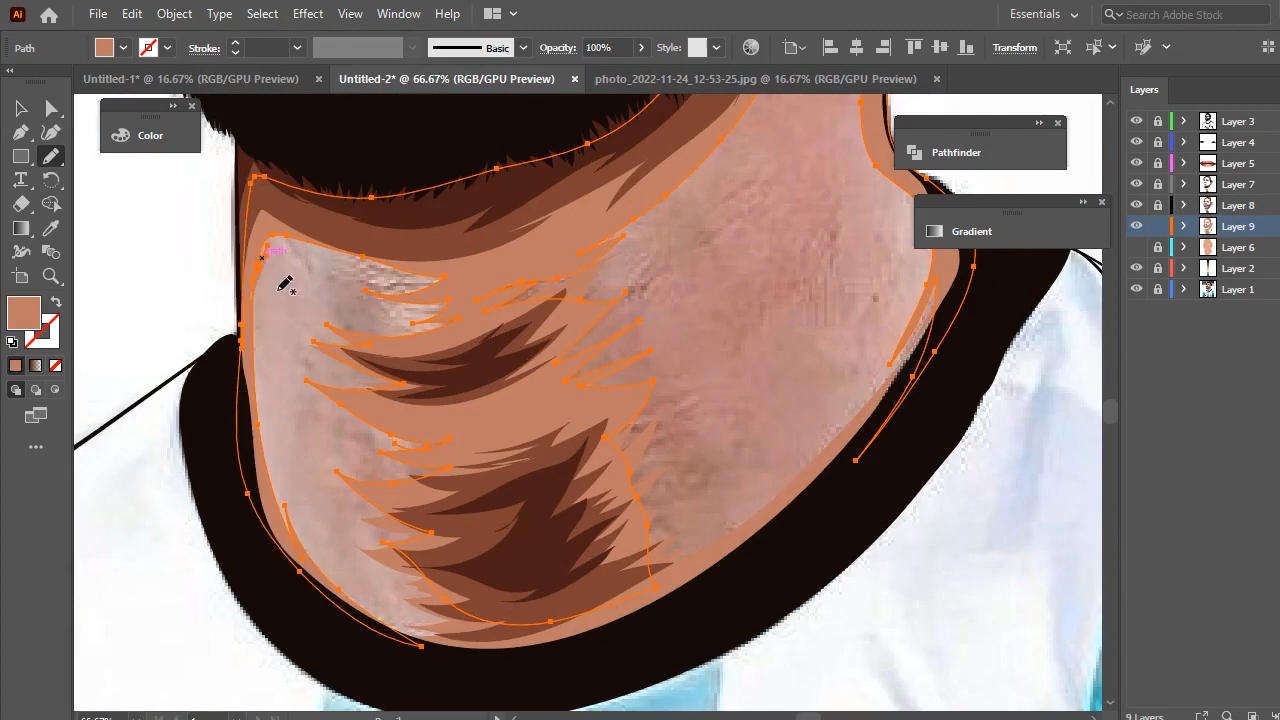 Ai File Edit Object Type Select Effect View Window Help Essentials Search Adobe Stock
Path Stroke: Basic Opacity: 100% Style: Transform
Untitled-1* @ 16.67% (RGB/GPU Preview) × Untitled-2* @ 66.67% (RGB/GPU Preview) × photo_2022-11-24_12-53-25.jpg @ 16.67% (RGB/GPU Preview) ×
Layers
Color
Pathfinder
Gradient
path
Layer 3
Layer 4
Layer 5
Layer 7
Layer 8
Layer 9
Layer 6
Layer 2
Layer 1
9 Layers